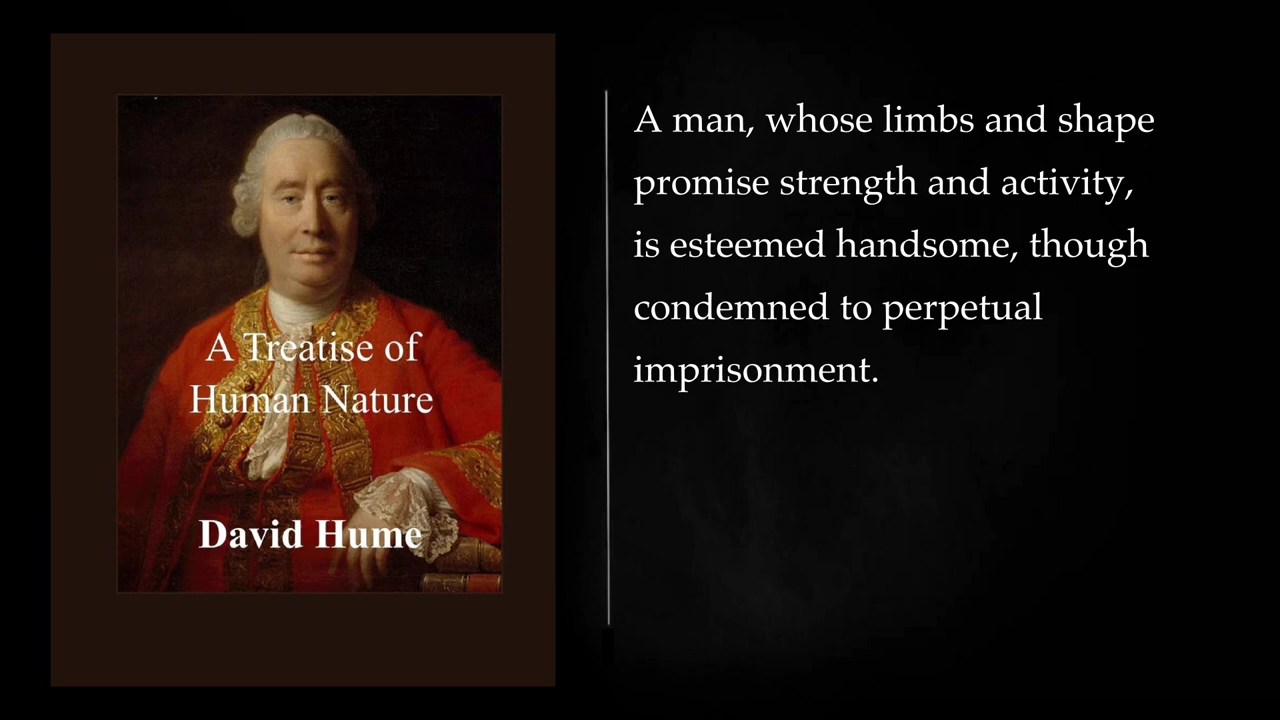 A Treatise of
Human Nature
David Hume
A man, whose limbs and shape
promise strength and activity,
is esteemed handsome, though
condemned to perpetual
imprisonment.